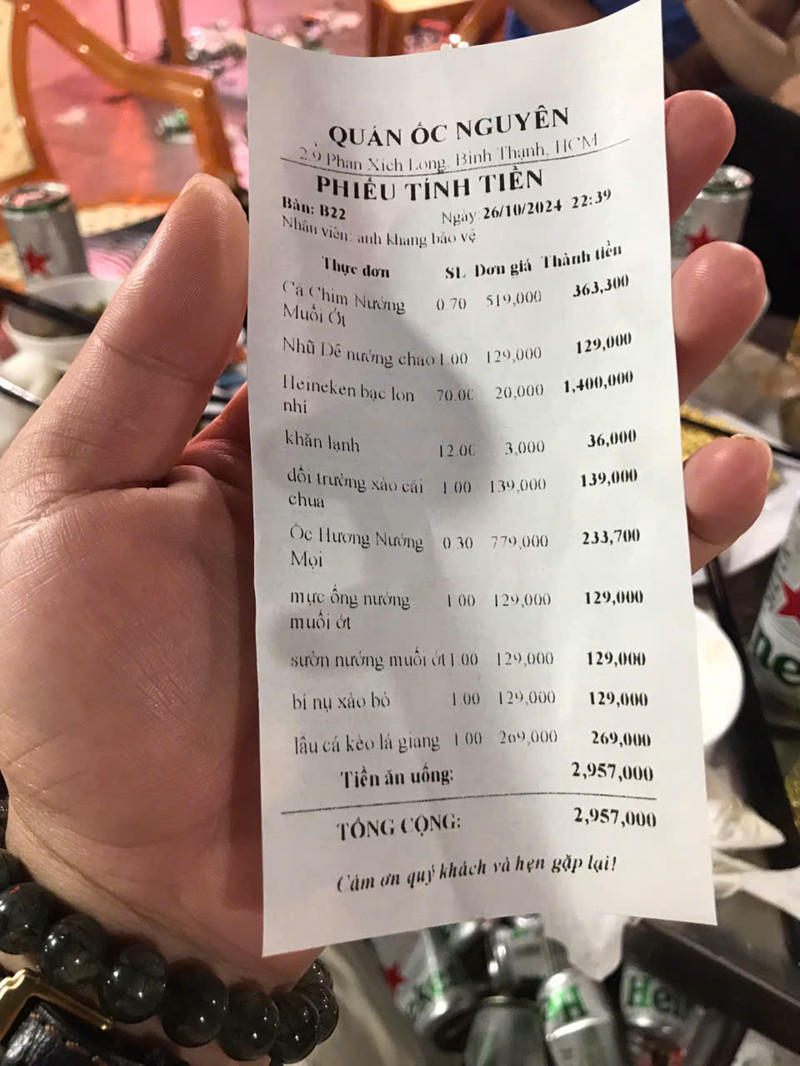 QUÁN ỐC NGUYÊN
Phan Xích Long, Bình Thạnh, HCM
PHIẾU TÍNH TIỀN
Bàn: B22 Ngày: 26/10/2024 22:39
Nhân viên: anh khang bảo vệ
Thực đơn SL Đơn giá Thành tiền
Cá Chim Nướng 0.70 519,000 363,300
Muối Ớt
Nhũ Dê nướng chao 1.00 129,000 129,000
Heineken bạc lon 70.00 20,000 1,400,000
nhi
khăn lạnh 12.00 3,000 36,000
dồi trường xào cải 1.00 139,000 139,000
chua
Ốc Hương Nướng 0.30 779,000 233,700
Mọi
mực ống nướng 1.00 129,000 129,000
muối ớt
sườn nướng muối ớt 1.00 129,000 129,000
bí nụ xào bò 1.00 129,000 129,000
lẩu cá kèo lá giang 1.00 269,000 269,000
Tiền ăn uống: 2,957,000
TỔNG CỘNG: 2,957,000
Cám ơn quý khách và hẹn gặp lại!
Hei